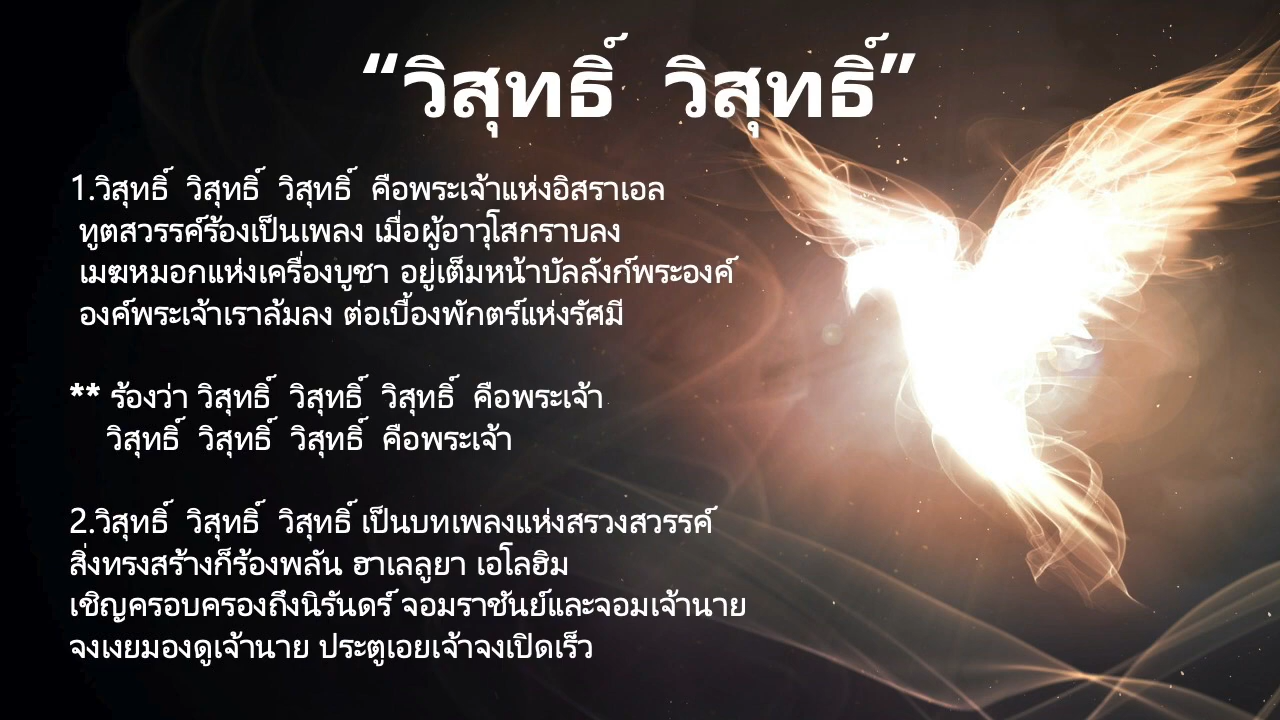 “วิสุทธิ์  วิสุทธิ์”
1.วิสุทธิ์  วิสุทธิ์  วิสุทธิ์  คือพระเจ้าแห่งอิสราเอล
ทูตสวรรค์ร้องเป็นเพลง เมื่อผู้อาวุโสกราบลง
เมฆหมอกแห่งเครื่องบูชา อยู่เต็มหน้าบัลลังก์พระองค์
องค์พระเจ้าเราล้มลง ต่อเบื้องพักตร์แห่งรัศมี
** ร้องว่า วิสุทธิ์  วิสุทธิ์  วิสุทธิ์  คือพระเจ้า
วิสุทธิ์  วิสุทธิ์  วิสุทธิ์  คือพระเจ้า
2.วิสุทธิ์  วิสุทธิ์  วิสุทธิ์ เป็นบทเพลงแห่งสรวงสวรรค์
สิ่งทรงสร้างก็ร้องพลัน ฮาเลลูยา เอโลฮิม
เชิญครอบครองถึงนิรันดร์ จอมราชันย์และจอมเจ้านาย
จงเงยมองดูเจ้านาย ประตูเอยเจ้าจงเปิดเร็ว